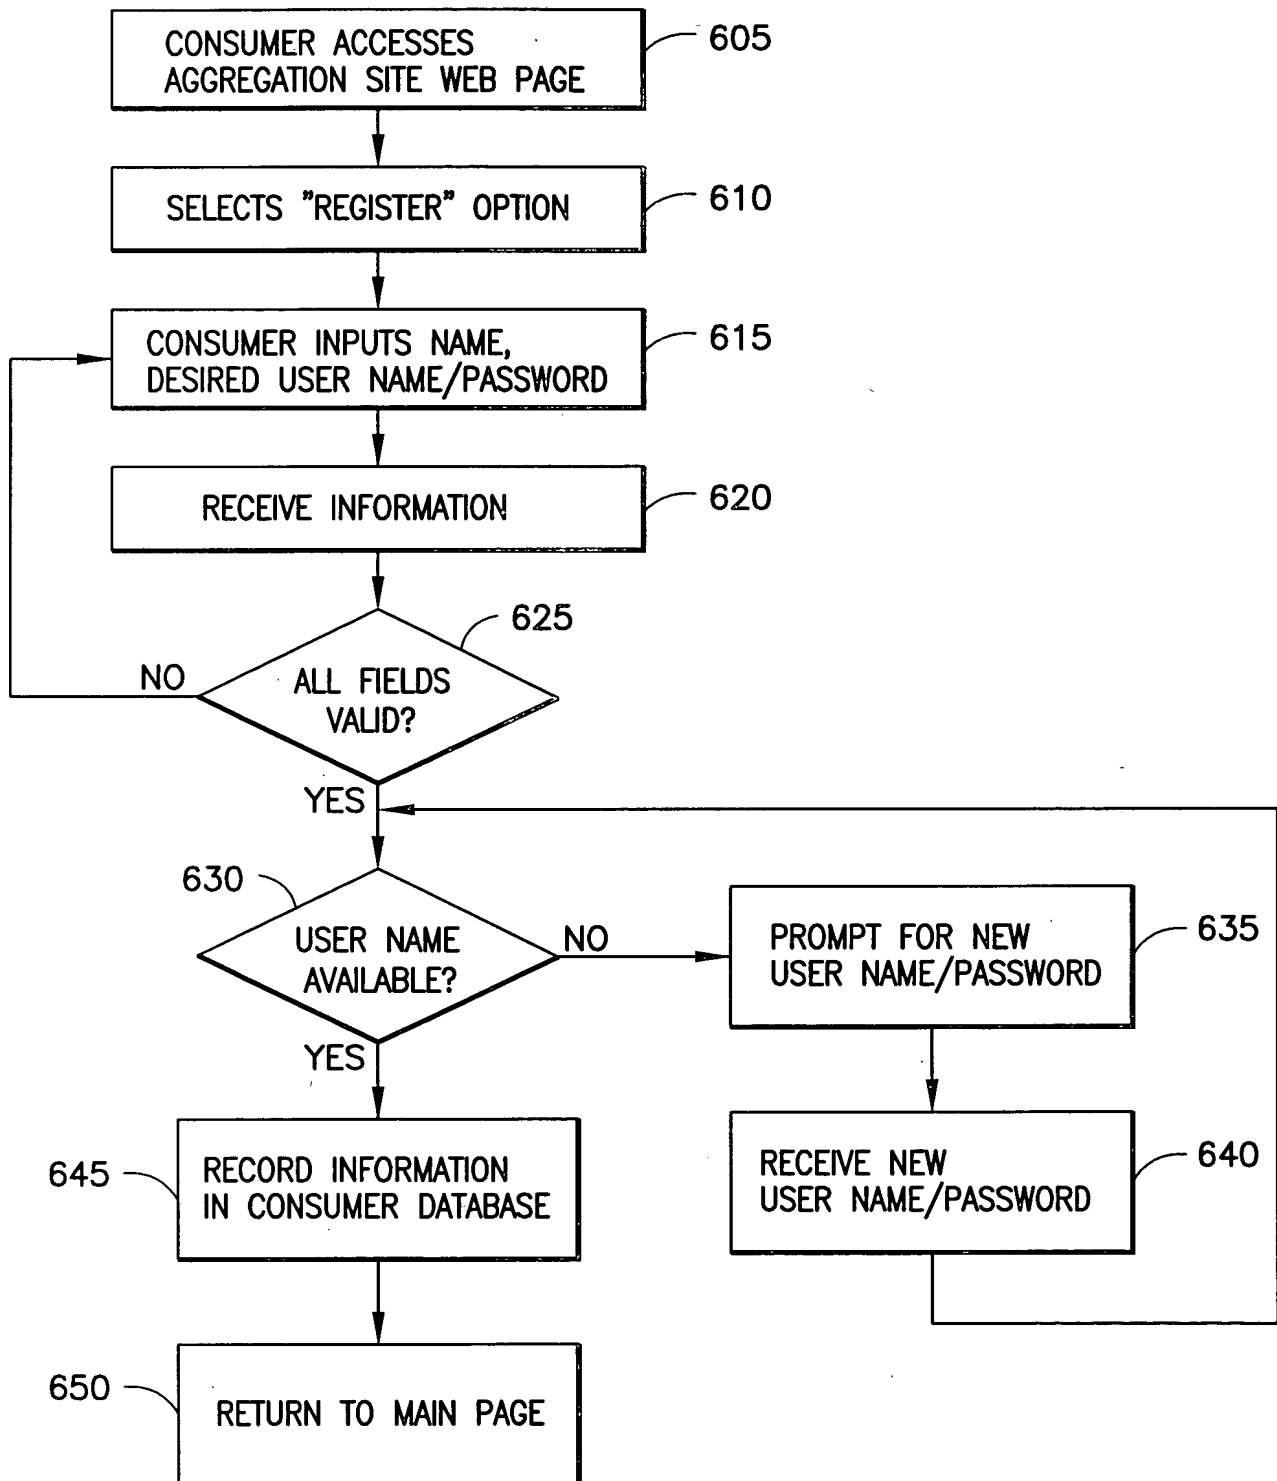 CONSUMER ACCESSES
AGGREGATION SITE WEB PAGE
605
SELECTS "REGISTER" OPTION
610
CONSUMER INPUTS NAME,
DESIRED USER NAME/PASSWORD
615
RECEIVE INFORMATION
620
625
ALL FIELDS
VALID?
NO
YES
630
USER NAME
AVAILABLE?
NO
PROMPT FOR NEW
USER NAME/PASSWORD
635
YES
RECEIVE NEW
USER NAME/PASSWORD
640
645
RECORD INFORMATION
IN CONSUMER DATABASE
650
RETURN TO MAIN PAGE